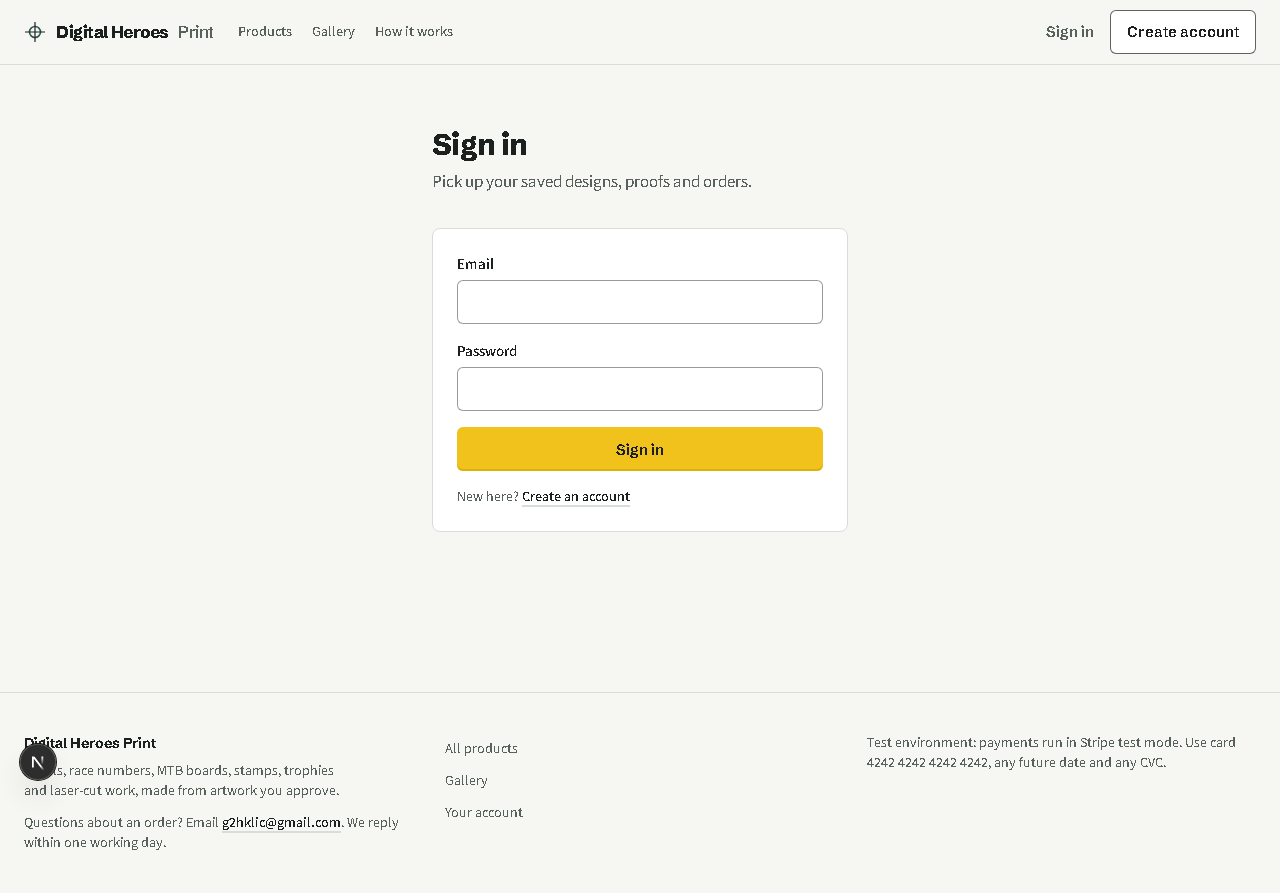 Digital Heroes Print
Products
Gallery
How it works
Sign in
Create account
Sign in
Pick up your saved designs, proofs and orders.
Email
Password
Sign in
New here? Create an account
Digital Heroes Print
race numbers, MTB boards, stamps, trophies
and laser-cut work, made from artwork you approve.
Questions about an order? Email g2hklic@gmail.com. We reply
within one working day.
N
All products
Gallery
Your account
Test environment: payments run in Stripe test mode. Use card
4242 4242 4242 4242, any future date and any CVC.